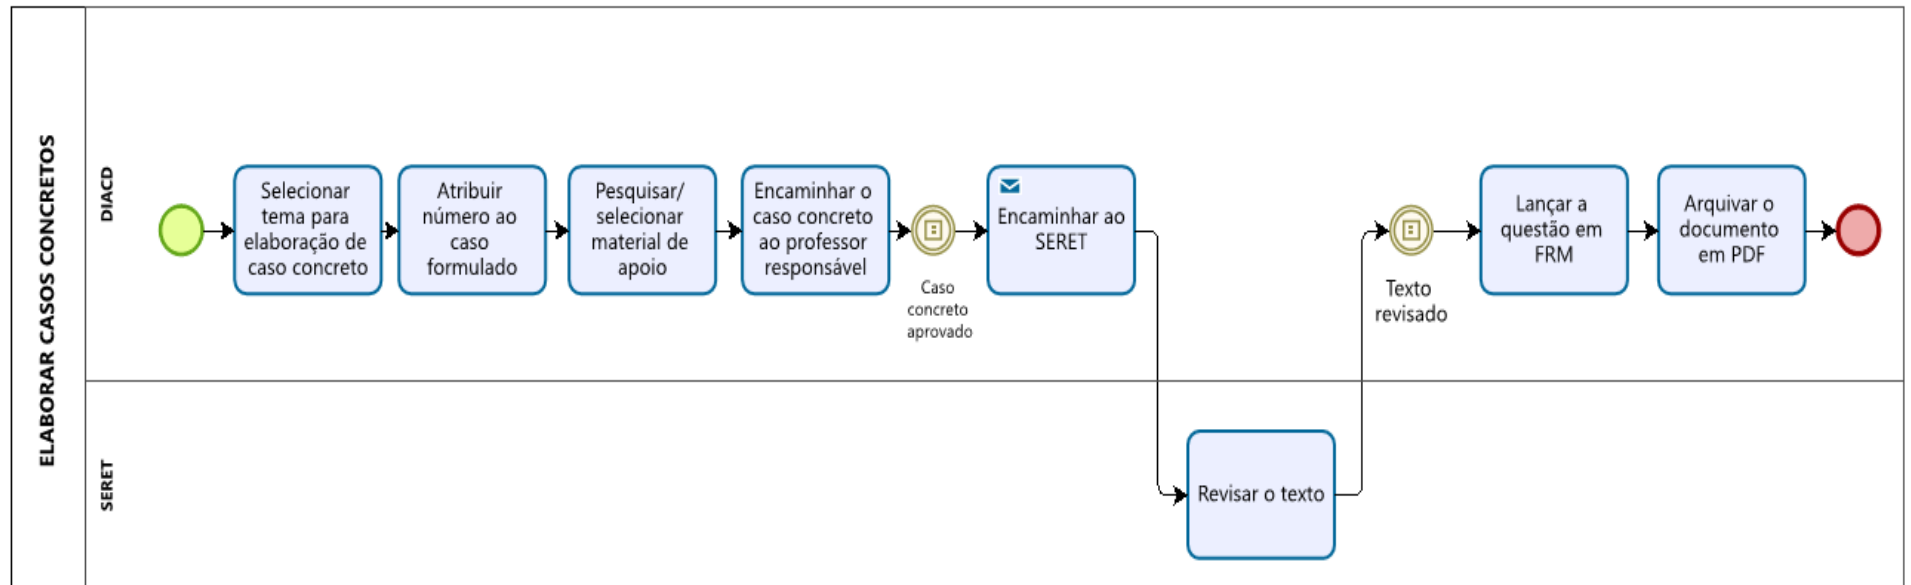 ELABORAR CASOS CONCRETOS
DIACD
Selecionar
tema para
elaboração de
caso concreto
Atribuir
número ao
caso
formulado
Pesquisar/
selecionar
material de
apoio
Encaminhar o
caso concreto
ao professor
responsável
Caso
concreto
aprovado
Encaminhar ao
SERET
Texto
revisado
Lançar a
questão em
FRM
Arquivar o
documento
em PDF
SERET
Revisar o texto